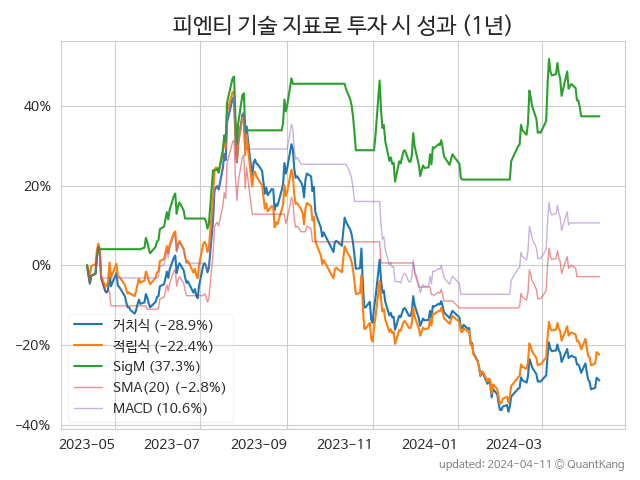 피엔티 기술 지표로 투자 시 성과 (1년)
40%
20%
0%
−20%
−40%
거치식 (−28.9%)
적립식 (−22.4%)
SigM (37.3%)
SMA(20) (−2.8%)
MACD (10.6%)
2023-05 2023-07 2023-09 2023-11 2024-01 2024-03
updated: 2024-04-11 © QuantKang